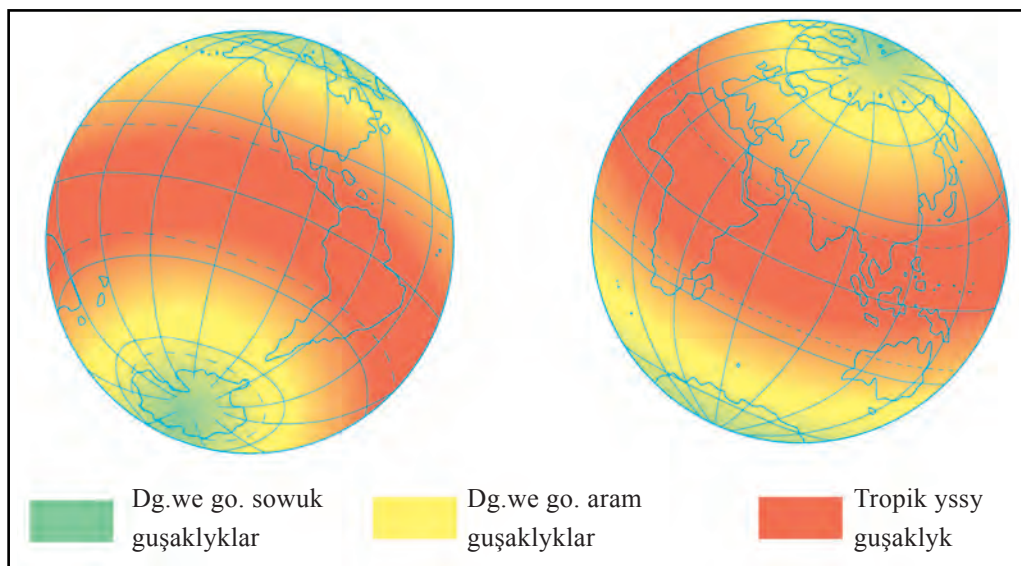 Dg.we go. sowuk
guşaklyklar
Dg.we go. aram
guşaklyklar
Tropik yssy
guşaklyk